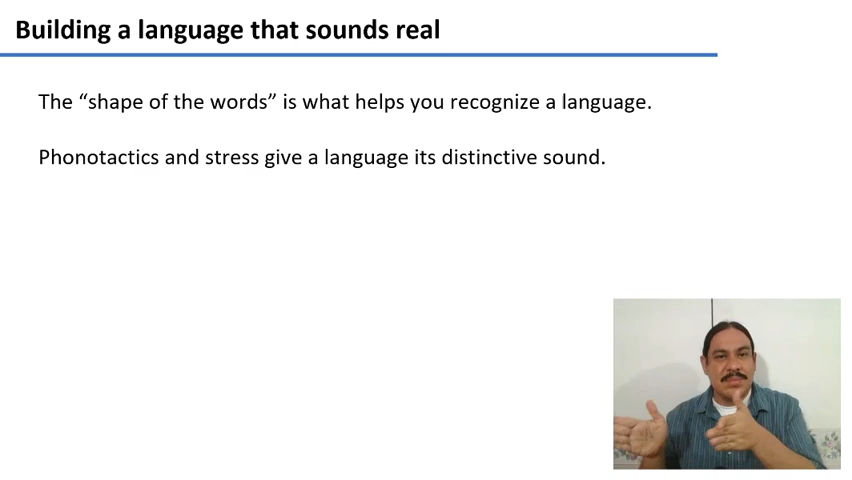 Building a language that sounds real
The “shape of the words” is what helps you recognize a language.
Phonotactics and stress give a language its distinctive sound.